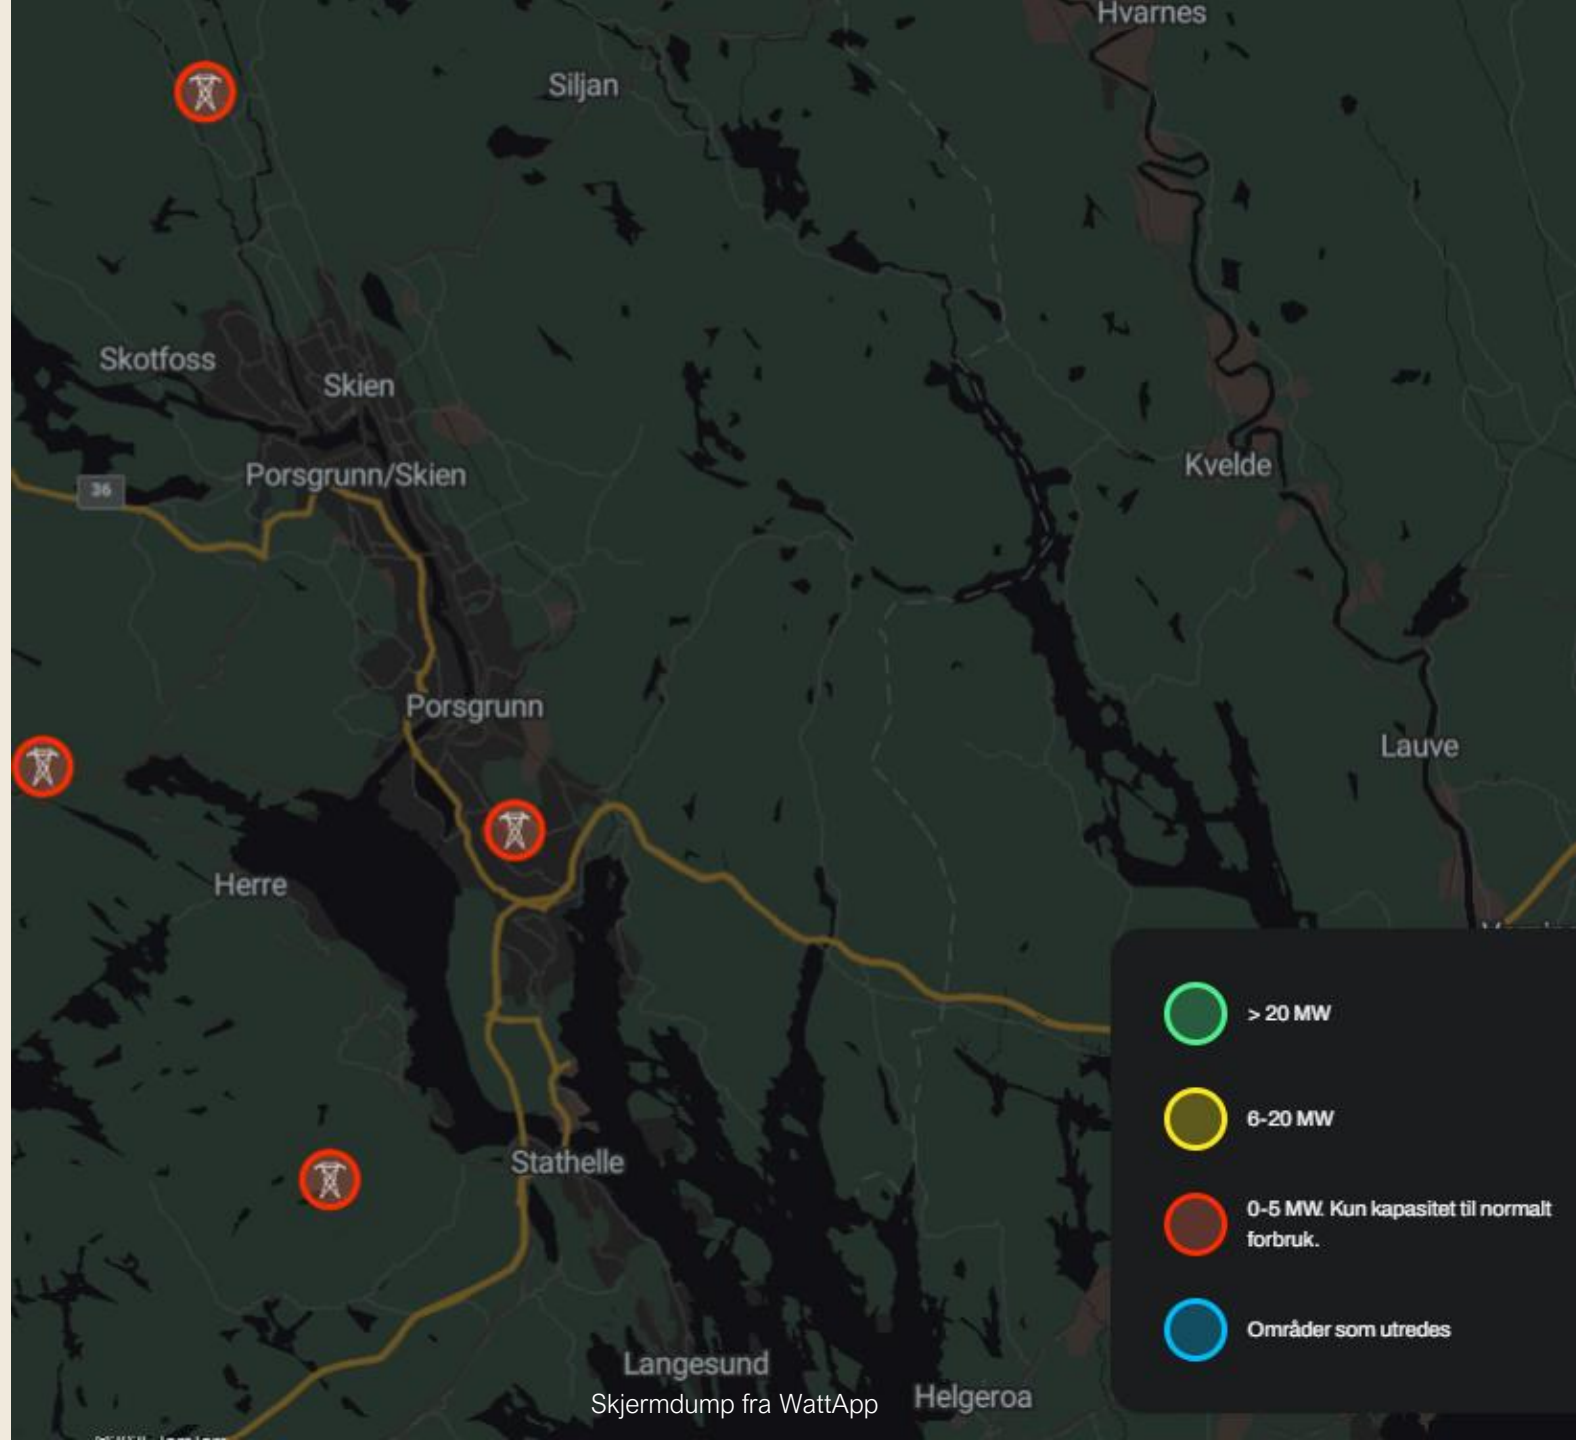 Hvarnes
Siljan
Skotfoss
Skien
Porsgrunn/Skien
36
Kvelde
Porsgrunn
Lauve
Herre
> 20 MW
6-20 MW
Stathelle
0-5 MW. Kun kapasitet til normalt
forbruk.
Områder som utredes
Langesund
Helgeroa
Skjermdump fra WattApp